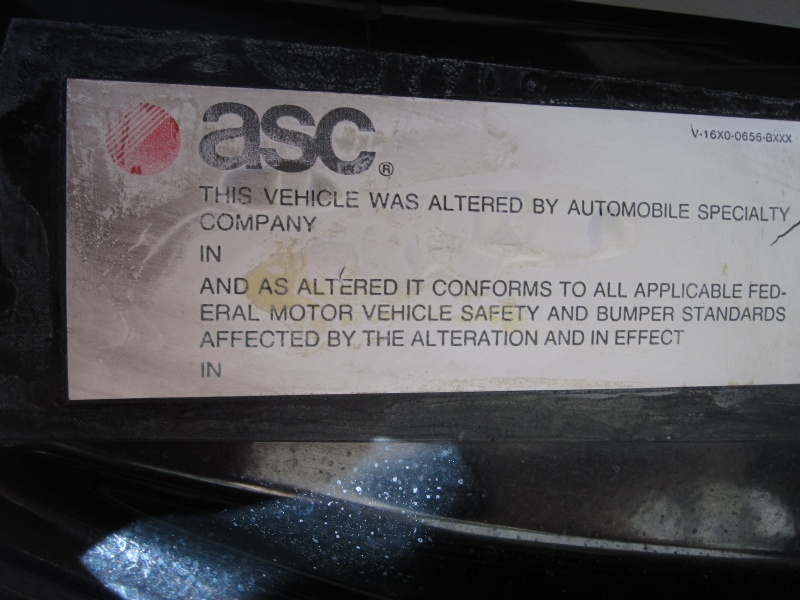 asc®
V-16X0-0656-BXXX
THIS VEHICLE WAS ALTERED BY AUTOMOBILE SPECIALTY
COMPANY
IN
AND AS ALTERED IT CONFORMS TO ALL APPLICABLE FED-
ERAL MOTOR VEHICLE SAFETY AND BUMPER STANDARDS
AFFECTED BY THE ALTERATION AND IN EFFECT
IN